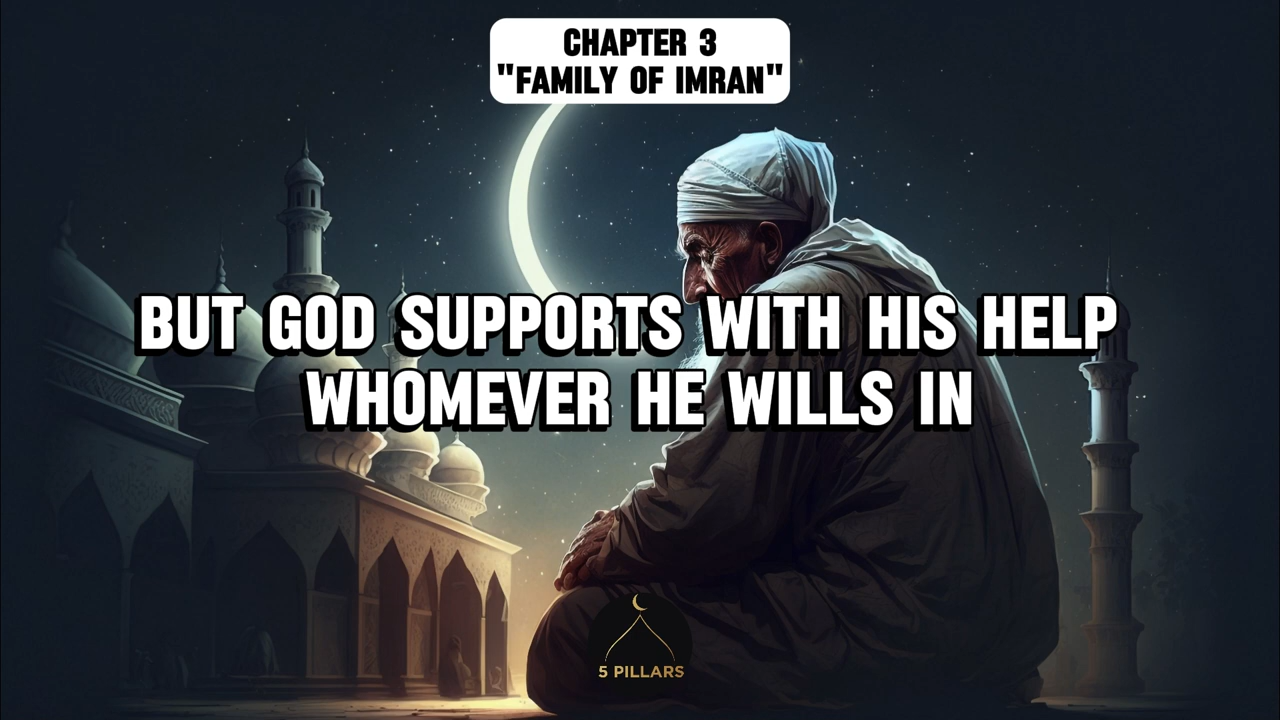 CHAPTER 3
"FAMILY OF IMRAN"
BUT GOD SUPPORTS WITH HIS HELP
WHOMEVER HE WILLS IN
5 PILLARS